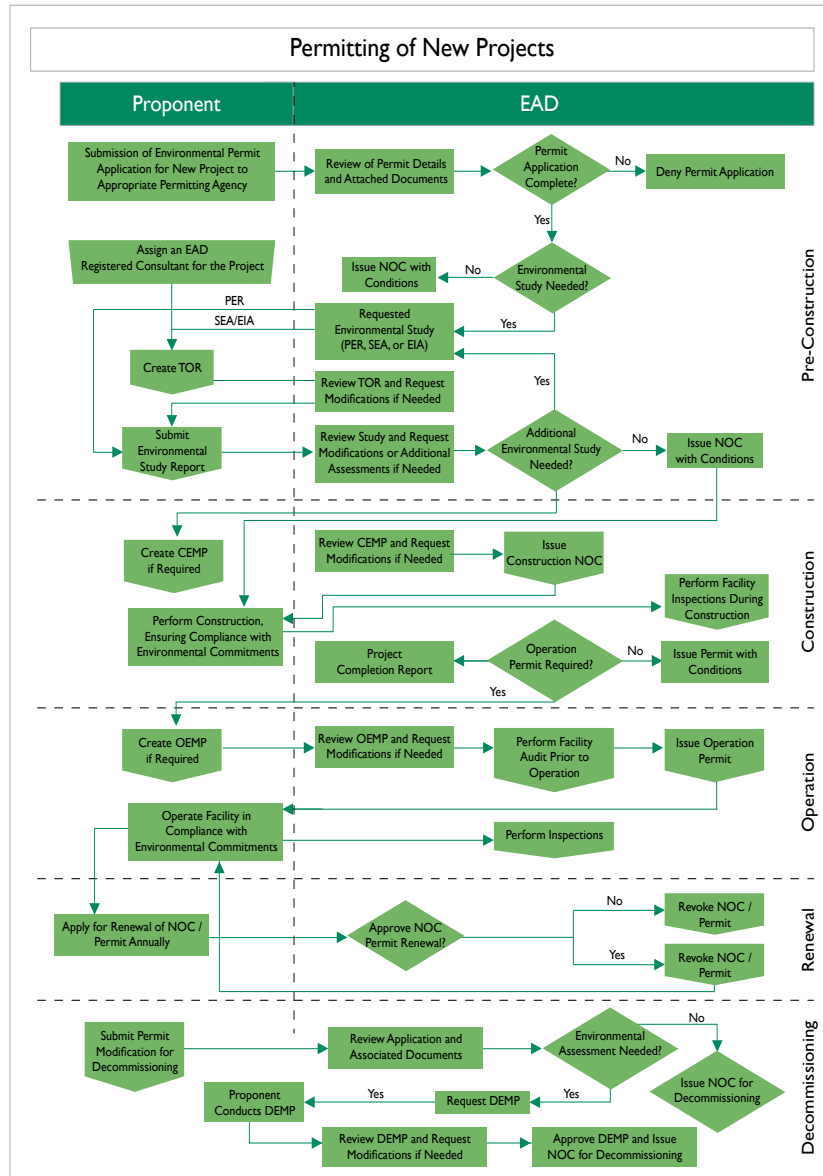 Permitting of New Projects
Proponent
EAD
Submission of Environmental Permit
Application for New Project to
Appropriate Permitting Agency
Review of Permit Details
and Attached Documents
Permit
Application
Complete?
No
Deny Permit Application
Yes
Assign an EAD
Registered Consultant for the Project
Issue NOC with
Conditions
No
Environmental
Study Needed?
Pre-Construction
PER
SEA/EIA
Requested
Environmental Study
(PER, SEA, or EIA)
Yes
Create TOR
Review TOR and Request
Modifications if Needed
Yes
Submit
Environmental
Study Report
Review Study and Request
Modifications or Additional
Assessments if Needed
Additional
Environmental Study
Needed?
No
Issue NOC
with Conditions
Create CEMP
if Required
Review CEMP and Request
Modifications if Needed
Issue
Construction NOC
Perform Facility
Inspections During
Construction
Construction
Perform Construction,
Ensuring Compliance with
Environmental Commitments
Project
Completion Report
Operation
Permit Required?
No
Issue Permit with
Conditions
Yes
Create OEMP
if Required
Review OEMP and Request
Modifications if Needed
Perform Facility
Audit Prior to
Operation
Issue Operation
Permit
Operation
Operate Facility in
Compliance with
Environmental Commitments
Perform Inspections
Apply for Renewal of NOC /
Permit Annually
Approve NOC
Permit Renewal?
No
Revoke NOC /
Permit
Yes
Revoke NOC /
Permit
Renewal
Submit Permit
Modification for
Decommissioning
Review Application and
Associated Documents
Environmental
Assessment Needed?
No
Issue NOC for
Decommissioning
Decommissioning
Proponent
Conducts DEMP
Yes
Request DEMP
Yes
Review DEMP and Request
Modifications if Needed
Approve DEMP and Issue
NOC for Decommissioning